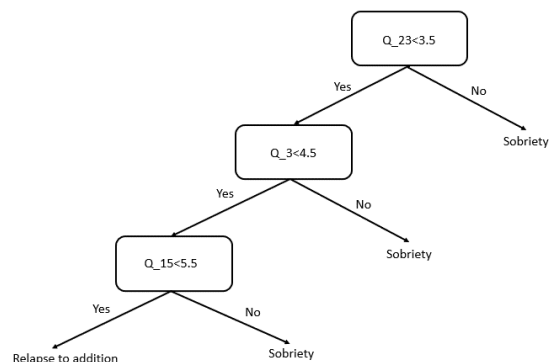 Q_23<3.5
Yes
No
Sobriety
Q_3<4.5
Yes
No
Sobriety
Q_15<5.5
Yes
No
Relapse to addition
Sobriety